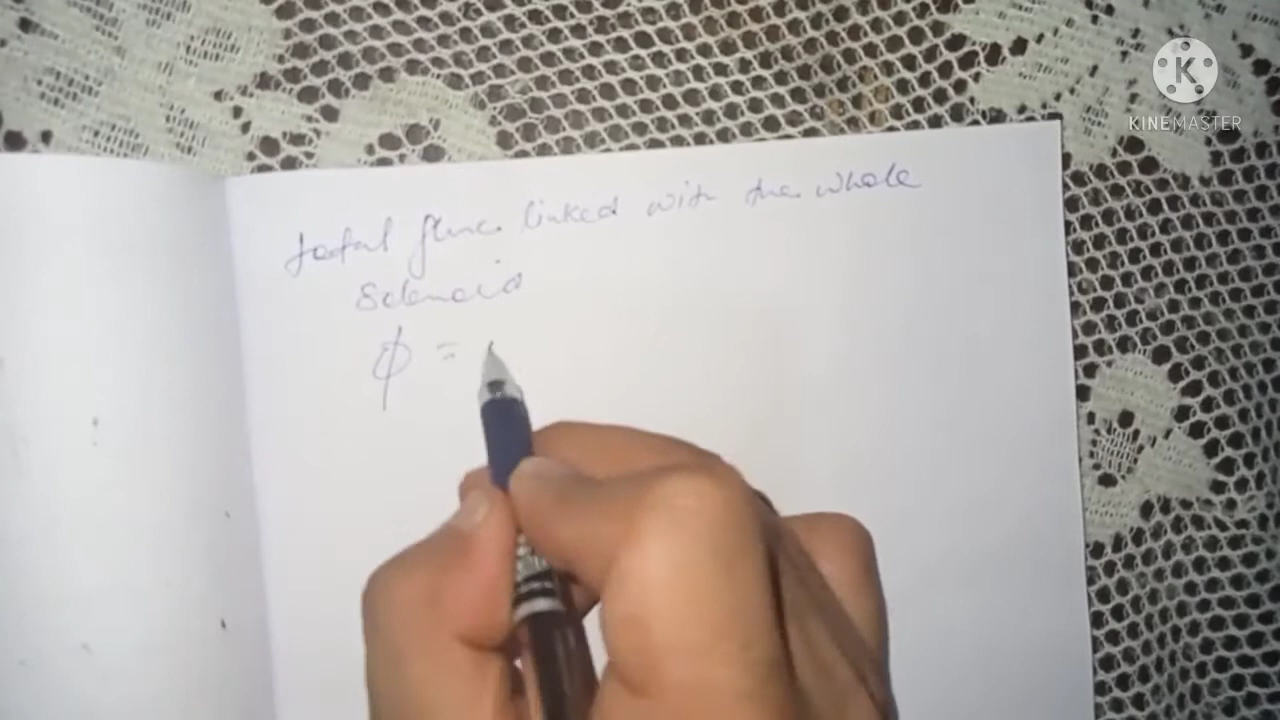 total flux linked with the whole
Solenoid
ϕ =
K
KINEMASTER